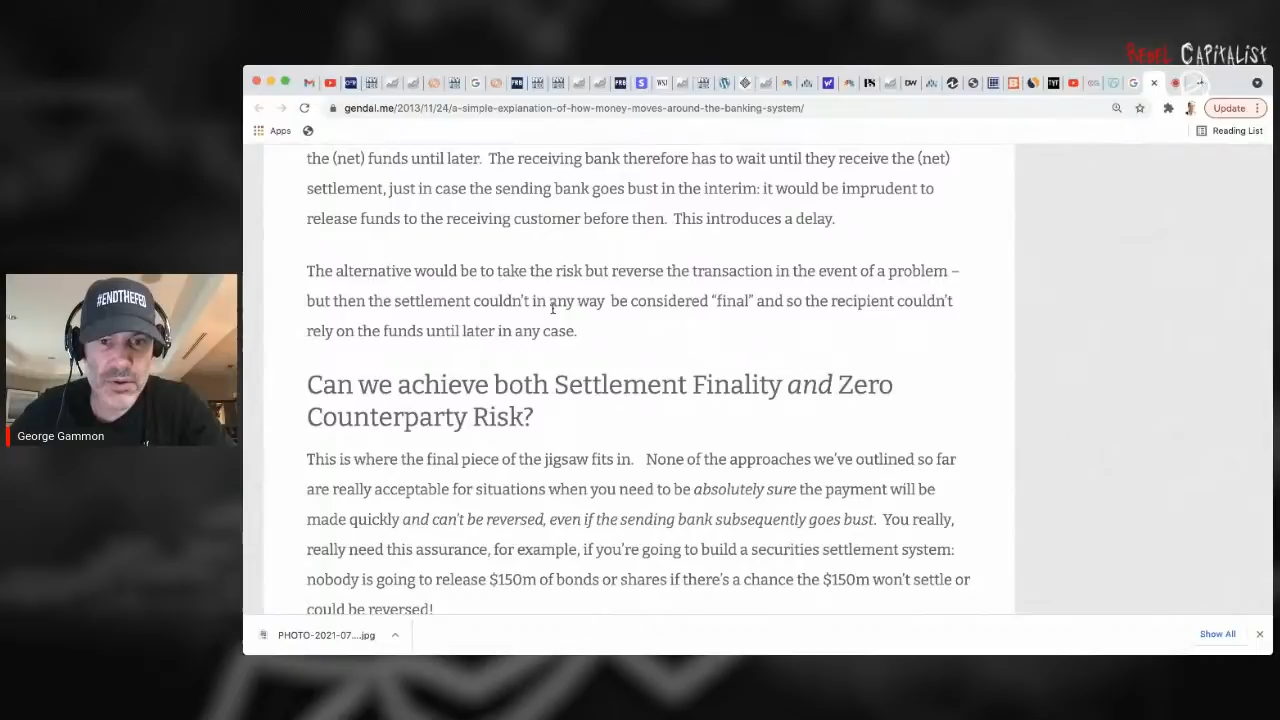 REBEL CAPITALIST
gendal.me/2013/11/24/a-simple-explanation-of-how-money-moves-around-the-banking-system/
Update
Apps
Reading List
the (net) funds until later. The receiving bank therefore has to wait until they receive the (net)
settlement, just in case the sending bank goes bust in the interim: it would be imprudent to
release funds to the receiving customer before then. This introduces a delay.
The alternative would be to take the risk but reverse the transaction in the event of a problem –
but then the settlement couldn't in any way be considered “final” and so the recipient couldn't
rely on the funds until later in any case.
#ENDTHEFED
George Gammon
Can we achieve both Settlement Finality and Zero
Counterparty Risk?
This is where the final piece of the jigsaw fits in. None of the approaches we've outlined so far
are really acceptable for situations when you need to be absolutely sure the payment will be
made quickly and can't be reversed, even if the sending bank subsequently goes bust. You really,
really need this assurance, for example, if you're going to build a securities settlement system:
nobody is going to release $150m of bonds or shares if there's a chance the $150m won't settle or
could be reversed!
PHOTO-2021-07....jpg
Show All